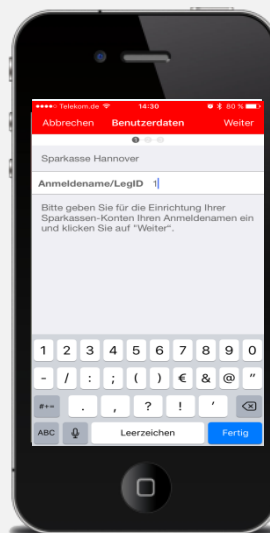 Telekom.de 14:30 80 %
Abbrechen Benutzerdaten Weiter
1
Sparkasse Hannover
Anmeldename/LegID 1
Bitte geben Sie für die Einrichtung Ihrer
Sparkassen-Konten Ihren Anmeldenamen ein
und klicken Sie auf "Weiter".
1 2 3 4 5 6 7 8 9 0
- / : ; ( ) € & @ "
#+= . , ? ! '
ABC Leerzeichen Fertig